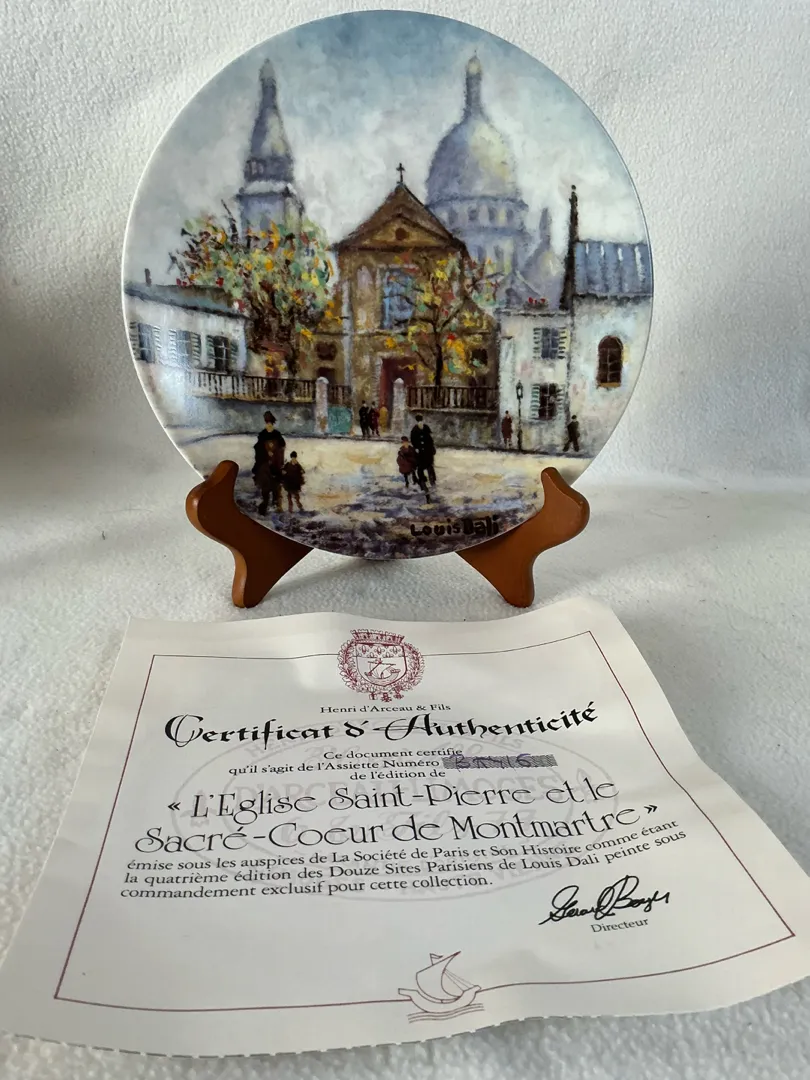 Louis Dali
Henri d'Arceau & Fils
Certificat d'Authenticité
Ce document certifie
qu'il s'agit de l'Assiette Numéro
de l'édition de
« L'Eglise Saint-Pierre et le
Sacré-Coeur de Montmartre »
émise sous les auspices de La Société de Paris et Son Histoire comme étant
la quatrième édition des Douze Sites Parisiens de Louis Dali peinte sous
commandement exclusif pour cette collection.
Directeur